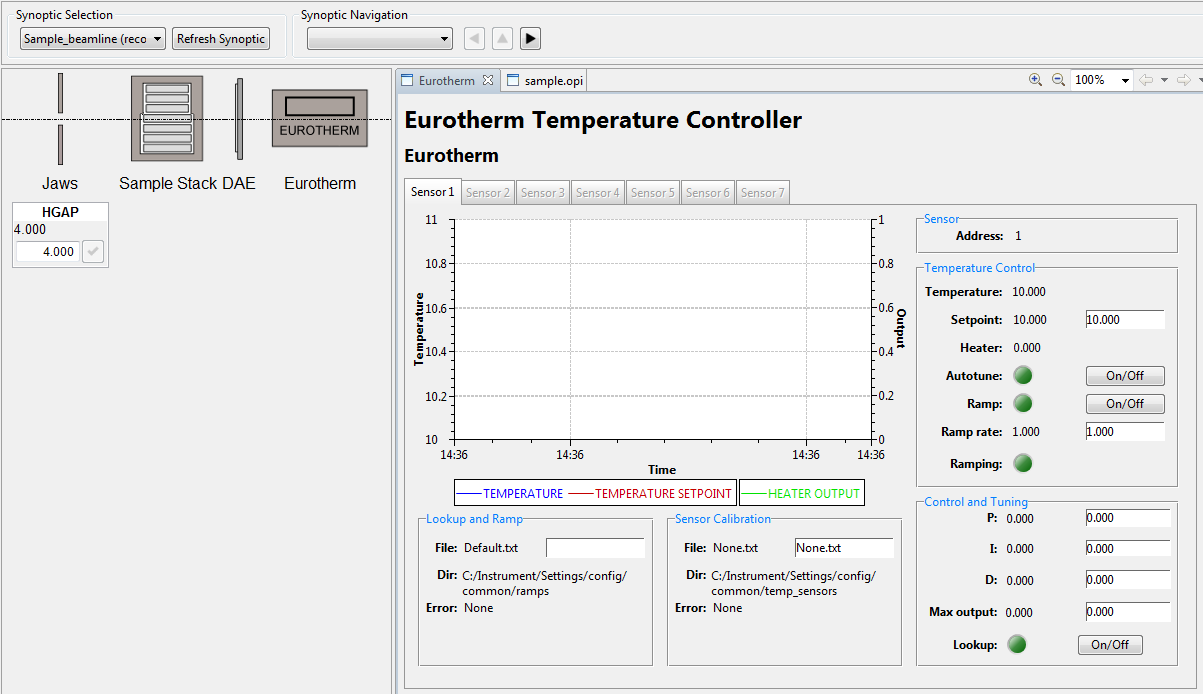 Synoptic Selection
Synoptic Navigation
Sample_beamline (reco
Refresh Synoptic
Eurotherm
sample.opi
100%
EUROTHERM
Jaws
Sample Stack
DAE
Eurotherm
HGAP
4.000
4.000
Eurotherm Temperature Controller
Eurotherm
Sensor 1
Sensor 2
Sensor 3
Sensor 4
Sensor 5
Sensor 6
Sensor 7
11
10.8
10.6
10.4
10.2
10
Temperature
1
0.8
0.6
0.4
0.2
0
Output
14:36
14:36
14:36
14:36
Time
TEMPERATURE
TEMPERATURE SETPOINT
HEATER OUTPUT
Lookup and Ramp
File: Default.txt
Dir: C:/Instrument/Settings/config/
common/ramps
Error: None
Sensor Calibration
File: None.txt None.txt
Dir: C:/Instrument/Settings/config/
common/temp_sensors
Error: None
Sensor
Address: 1
Temperature Control
Temperature: 10.000
Setpoint: 10.000 10.000
Heater: 0.000
Autotune: On/Off
Ramp: On/Off
Ramp rate: 1.000 1.000
Ramping:
Control and Tuning
P: 0.000 0.000
I: 0.000 0.000
D: 0.000 0.000
Max output: 0.000 0.000
Lookup: On/Off